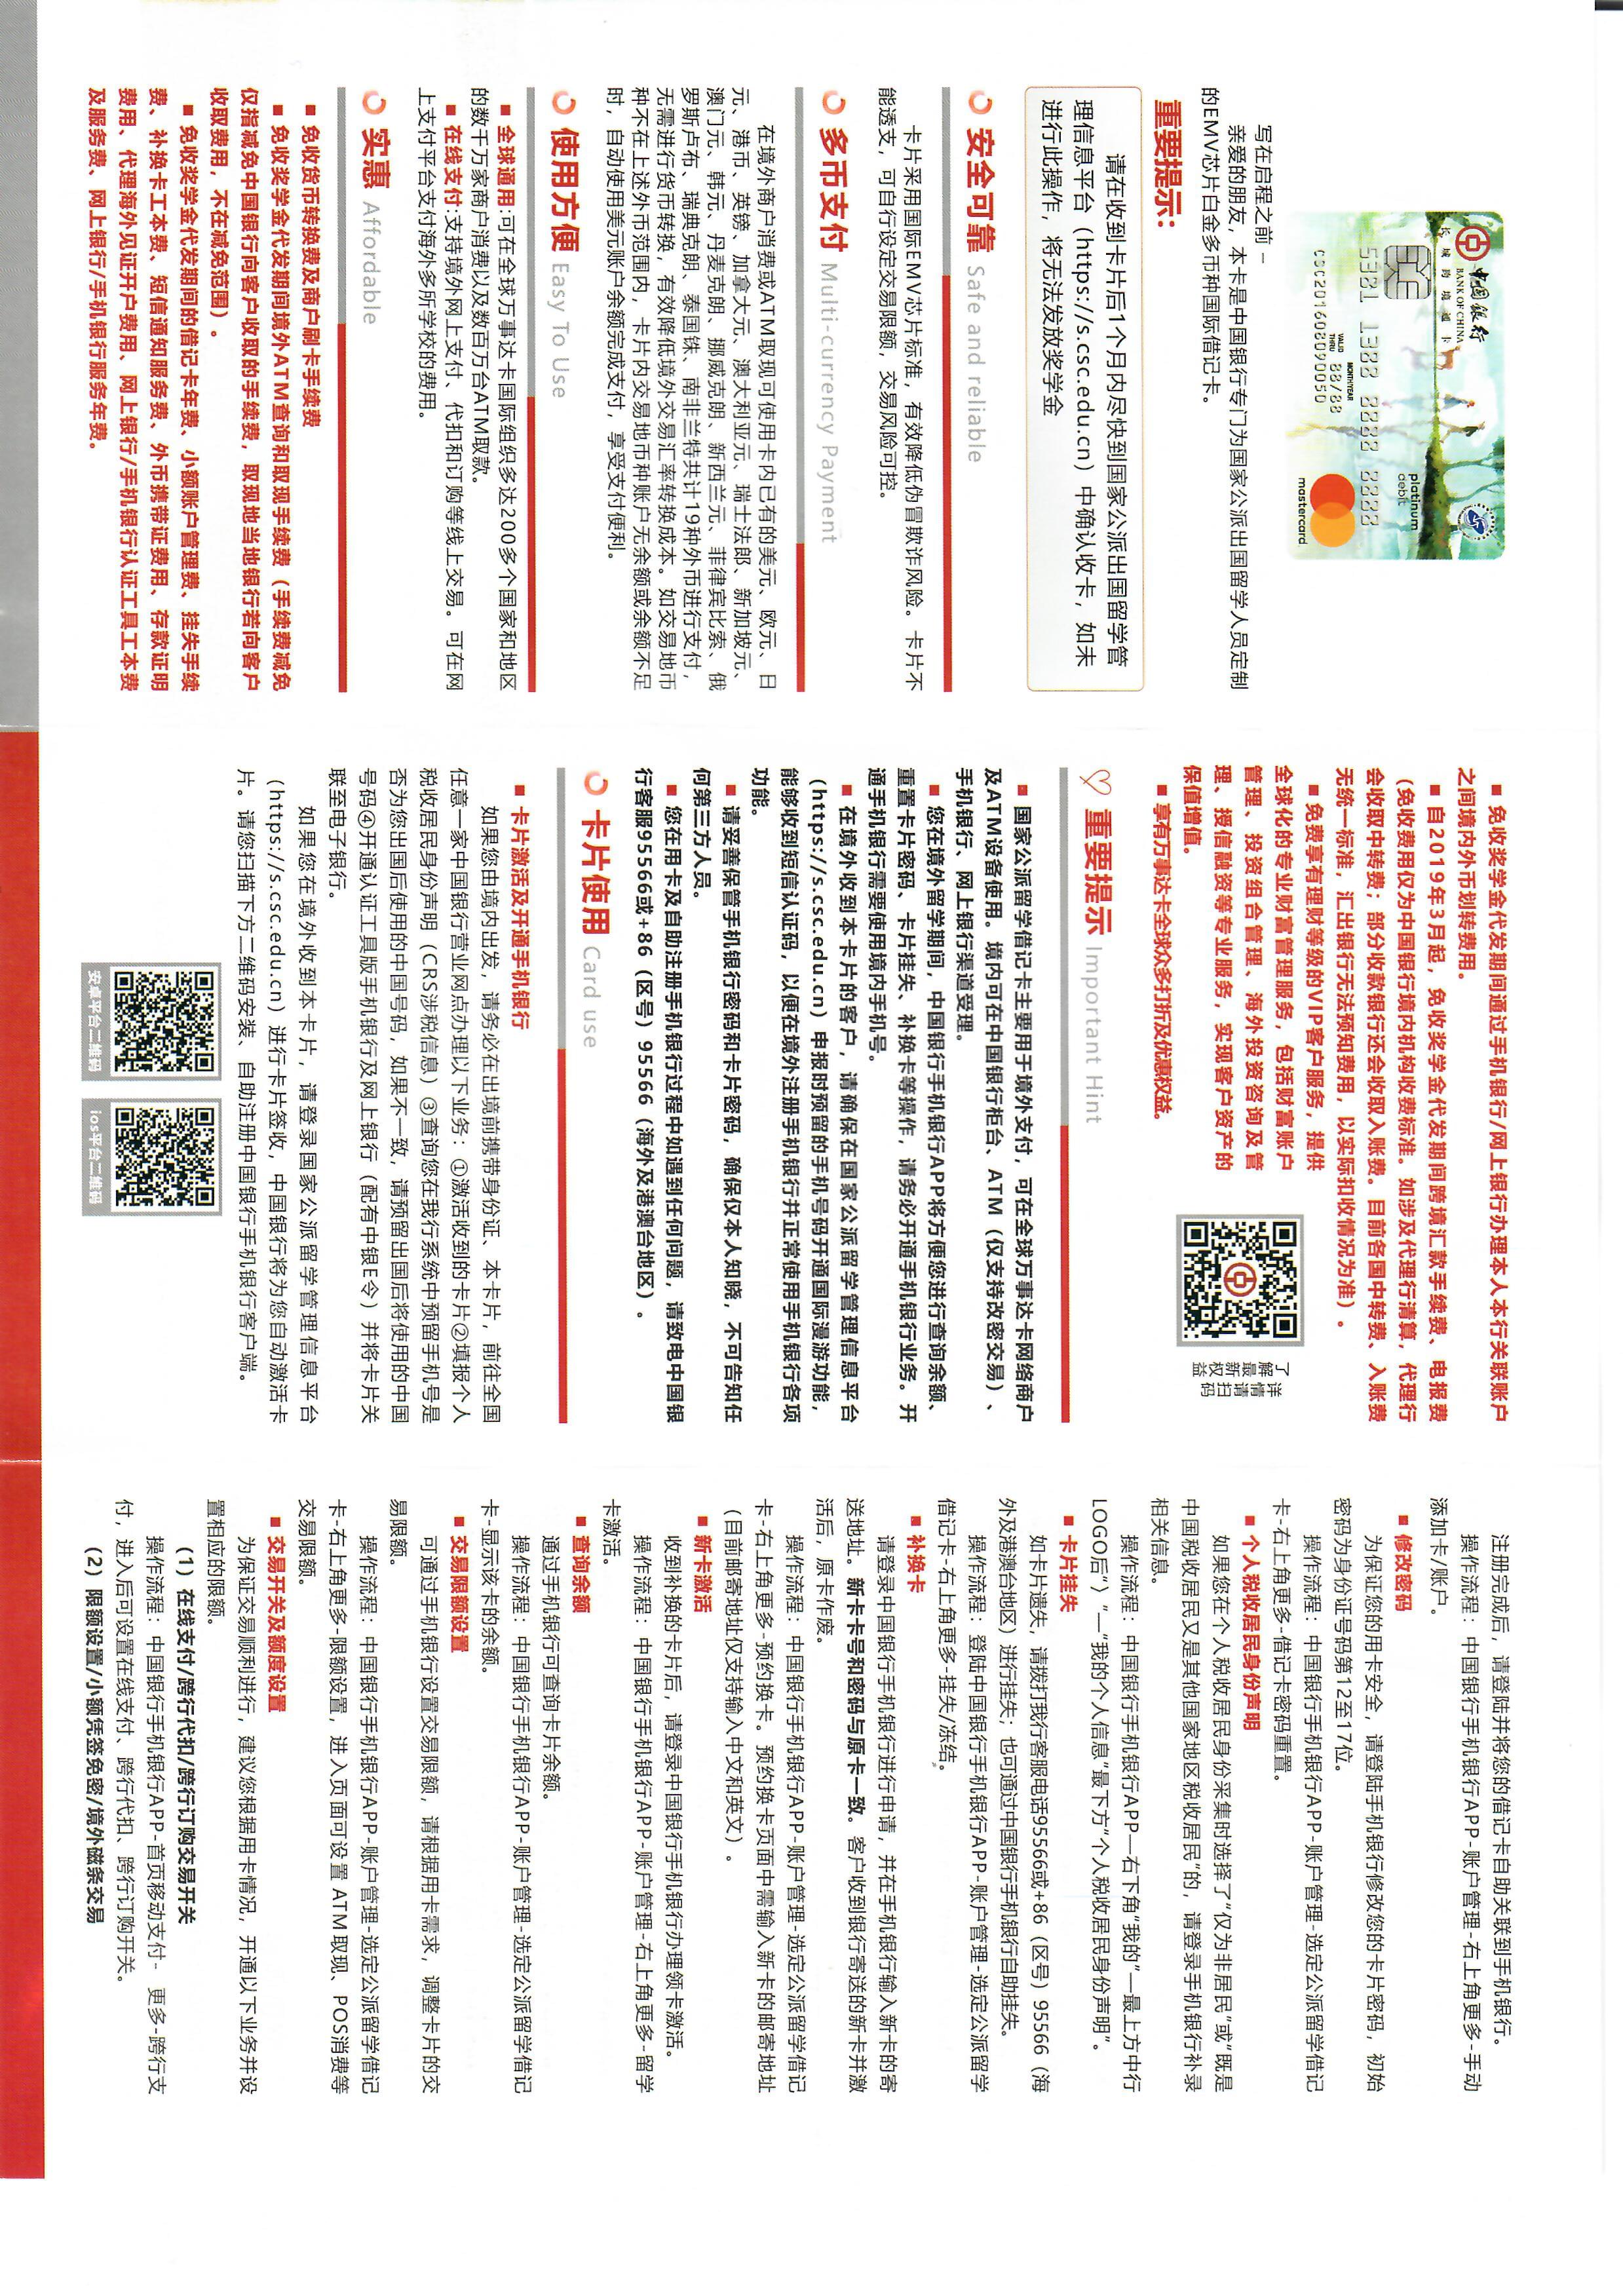 中国银行
BANK OF CHINA
长城跨境通卡
platinum
debit
5321 1388 8888 8888
MONTH/YEAR
VALID THRU 88/88
CSC201608090050
mastercard
写在启程之前 –
亲爱的朋友，本卡是中国银行专门为国家公派出国留学人员定制
的EMV芯片白金多币种国际借记卡。
重要提示：
请在收到卡片后1个月内尽快到国家公派出国留学管
理信息平台（https://s.csc.edu.cn）中确认收卡，如未
进行此操作，将无法发放奖学金
安全可靠 Safe and reliable
卡片采用国际EMV芯片标准，有效降低伪冒欺诈风险。卡片不
能透支，可自行设定交易限额，交易风险可控。
多币支付 Multi-currency Payment
在境外商户消费或ATM取现可使用卡内已有的美元、欧元、日
元、港币、英镑、加拿大元、澳大利亚元、瑞士法郎、新加坡元、
澳门元、韩元、丹麦克朗、挪威克朗、新西兰元、菲律宾比索、俄
罗斯卢布、瑞典克朗、泰国铢、南非兰特共计19种外币进行支付，
无需进行货币转换，有效降低境外交易汇率转换成本。如交易地币
种不在上述外币范围内，卡片内交易地币种账户无余额或余额不足
时，自动使用美元账户余额完成支付，享受支付便利。
使用方便 Easy To Use
■ 全球通用:可在全球万事达卡国际组织多达200多个国家和地区
的数千万家商户消费以及数百万台ATM取款。
■ 在线支付:支持境外网上支付、代扣和订购等线上交易。可在网
上支付平台支付海外多所学校的费用。
实惠 Affordable
■ 免收货币转换费及商户刷卡手续费
■ 免收奖学金代发期间境外ATM查询和取现手续费（手续费减免
仅指减免中国银行向客户收取的手续费，取现地当地银行若向客户
收取费用，不在减免范围）。
■ 免收奖学金代发期间的借记卡年费、小额账户管理费、挂失手续
费、补换卡工本费、短信通知服务费、外币携带证费用、存款证明
费用、代理海外见证开户费用、网上银行/手机银行认证工具工本费
及服务费、网上银行/手机银行服务年费。
■ 免收奖学金代发期间通过手机银行/网上银行办理本人本行关联账户
之间境内外币划转费用。
■ 自2019年3月起，免收奖学金代发期间跨境汇款手续费、电报费
（免收费用仅为中国银行境内机构收费标准。如涉及代理行清算，代理行
会收取中转费；部分收款银行还会收取入账费。目前各国中转费、入账费
无统一标准，汇出银行无法预知费用，以实际扣收情况为准）。
■ 免费享有理财等级的VIP客户服务，提供
全球化的专业财富管理服务，包括财富账户
管理、投资组合管理、海外投资咨询及管
理、授信融资等专业服务，实现客户资产的
保值增值。
■ 享有万事达卡全球众多打折及优惠权益。
详情请扫码
了解最新权益
重要提示 Important Hint
■ 国家公派留学借记卡主要用于境外支付，可在全球万事达卡网络商户
及ATM设备使用。境内可在中国银行柜台、ATM（仅支持改密交易）、
手机银行、网上银行渠道受理。
■ 您在境外留学期间，中国银行手机银行APP将方便您进行查询余额、
重置卡片密码、卡片挂失、补换卡等操作，请务必开通手机银行业务。开
通手机银行需要使用境内手机号。
■ 在境外收到本卡片的客户，请确保在国家公派留学管理信息平台
（https://s.csc.edu.cn）申报时预留的手机号码开通国际漫游功能，
能够收到短信认证码，以便在境外注册手机银行并正常使用手机银行各项
功能。
■ 请妥善保管手机银行密码和卡片密码，确保仅本人知晓，不可告知任
何第三方人员。
■ 您在用卡及自助注册手机银行过程中如遇到任何问题，请致电中国银
行客服95566或+86（区号）95566（海外及港澳台地区）。
卡片使用 Card use
■ 卡片激活及开通手机银行
如果您由境内出发，请务必在出境前携带身份证、本卡片，前往全国
任意一家中国银行营业网点办理以下业务：①激活收到的卡片②填报个人
税收居民身份声明（CRS涉税信息）③查询您在我行系统中预留手机号是
否为您出国后使用的中国号码，如果不一致，请预留出国后将使用的中国
号码④开通认证工具版手机银行及网上银行（配有中银E令）并将卡片关
联至电子银行。
如果您在境外收到本卡片，请登录国家公派留学管理信息平台
（https://s.csc.edu.cn）进行卡片签收，中国银行将为您自动激活卡
片。请您扫描下方二维码安装、自助注册中国银行手机银行客户端。
安卓平台二维码
ios平台二维码
注册完成后，请登陆并将您的借记卡自助关联到手机银行。
操作流程：中国银行手机银行APP-账户管理-右上角更多-手动
添加卡/账户。
■ 修改密码
为保证您的用卡安全，请登陆手机银行修改您的卡片密码，初始
密码为身份证号码第12至17位。
操作流程：中国银行手机银行APP-账户管理-选定公派留学借记
卡-右上角更多-借记卡密码重置。
■ 个人税收居民身份声明
如果您在个人税收居民身份采集时选择了“仅为非居民”或“既是
中国税收居民又是其他国家地区税收居民”的，请登录手机银行补录
相关信息。
操作流程：中国银行手机银行APP—右下角“我的”—最上方中行
LOGO后“〉”—“我的个人信息”最下方“个人税收居民身份声明”。
■ 卡片挂失
如卡片遗失，请拨打我行客服电话95566或+86（区号）95566（海
外及港澳台地区）进行挂失；也可通过中国银行手机银行自助挂失。
操作流程：登陆中国银行手机银行APP-账户管理-选定公派留学
借记卡-右上角更多-挂失/冻结。
■ 补换卡
请登录中国银行手机银行进行申请，并在手机银行输入新卡的寄
送地址。新卡卡号和密码与原卡一致。客户收到银行寄送的新卡并激
活后，原卡作废。
操作流程：中国银行手机银行APP-账户管理-选定公派留学借记
卡-右上角更多-预约换卡。预约换卡页面中需输入新卡的邮寄地址
（目前邮寄地址仅支持输入中文和英文）。
■ 新卡激活
收到补换的卡片后，请登录中国银行手机银行办理领卡激活。
操作流程：中国银行手机银行APP-账户管理-右上角更多-留学
卡激活。
■ 查询余额
通过手机银行可查询卡片余额。
操作流程：中国银行手机银行APP-账户管理-选定公派留学借记
卡-显示该卡的余额。
■ 交易限额设置
可通过手机银行设置交易限额，请根据用卡需求，调整卡片的交
易限额。
操作流程：中国银行手机银行APP-账户管理-选定公派留学借记
卡-右上角更多-限额设置，进入页面可设置 ATM取现、POS消费等
交易限额。
■ 交易开关及额度设置
为保证交易顺利进行，建议您根据用卡情况，开通以下业务并设
置相应的限额。
（1）在线支付/跨行代扣/跨行订购交易开关
操作流程：中国银行手机银行APP-首页移动支付- 更多-跨行支
付，进入后可设置在线支付、跨行代扣、跨行订购开关。
（2）限额设置/小额凭签免密/境外磁条交易